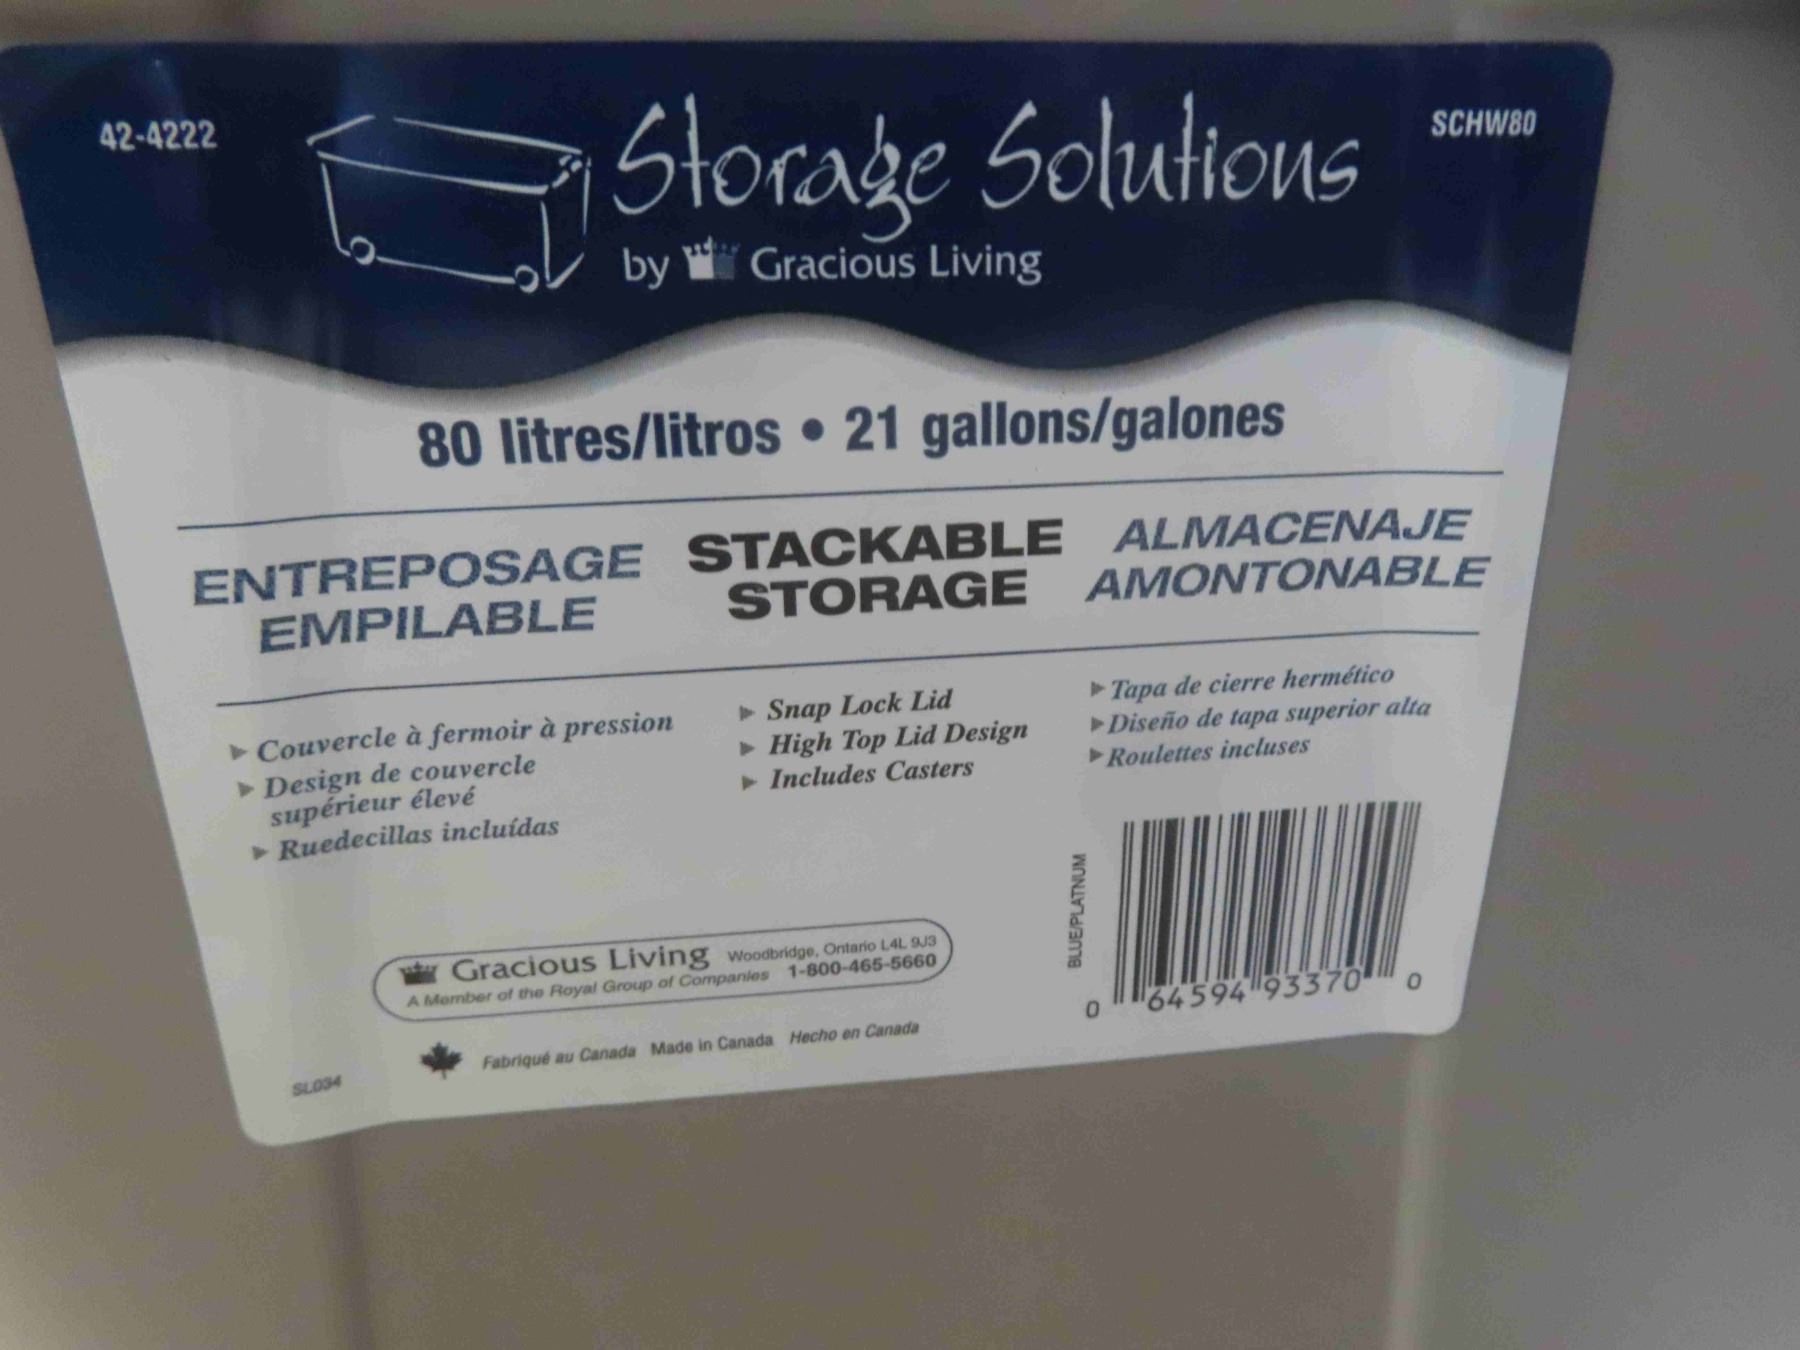 42-4222
Storage Solutions
SCHW80
by Gracious Living
80 litres/litros • 21 gallons/galones
ENTREPOSAGE
EMPILABLE
STACKABLE
STORAGE
ALMACENAJE
AMONTONABLE
Couvercle à fermoir à pression
Design de couvercle
supérieur élevé
Ruedecillas incluídas
Snap Lock Lid
High Top Lid Design
Includes Casters
Tapa de cierre hermético
Diseño de tapa superior alta
Roulettes incluses
BLUE/PLATNUM
0 64594 93370 0
Gracious Living Woodbridge, Ontario L4L 9J3
A Member of the Royal Group of Companies 1-800-465-5660
Fabriqué au Canada Made in Canada Hecho en Canada
SL034